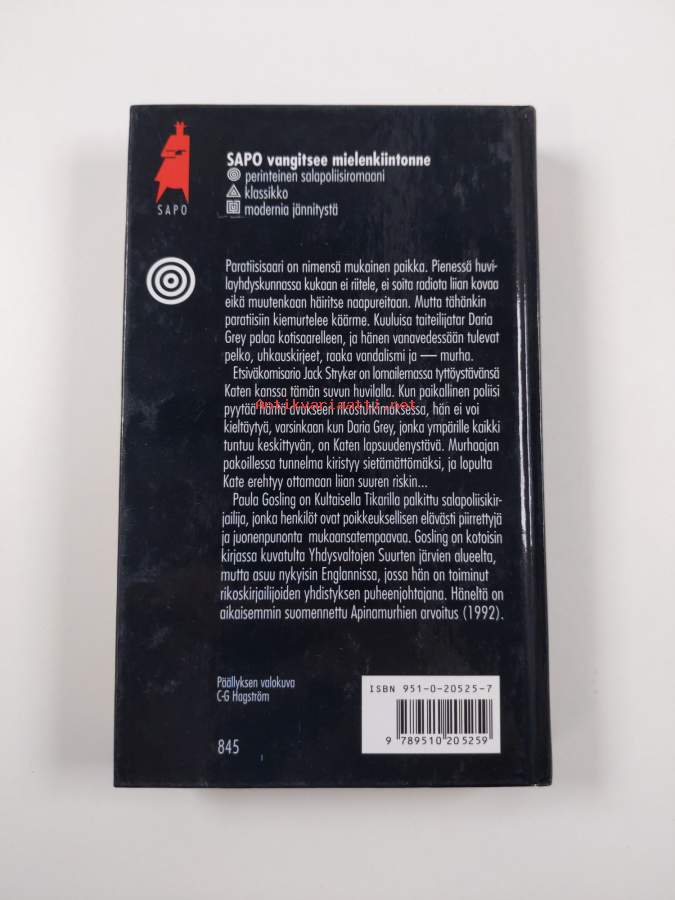 SAPO
SAPO vangitsee mielenkiintonne
perinteinen salapoliisiromaani
klassikko
modernia jännitystä
Paratiisisaari on nimensä mukainen paikka. Pienessä huvi-
layhdyskunnassa kukaan ei riitele, ei soita radiota liian kovaa
eikä muutenkaan häiritse naapureitaan. Mutta tähänkin
paratiisiin kiemurtelee käärme. Kuuluisa taiteilijatar Daria
Grey palaa kotisaarelleen, ja hänen vanavedessään tulevat
pelko, uhkauskirjeet, raaka vandalismi ja — murha.
Etsiväkomisario Jack Stryker on lomailemassa tyttöystävänsä
Katen kanssa tämän suvun huvilalla. Kun paikallinen poliisi
Antikvariaatti.net
pyytää häntä avukseen rikostutkimuksessa, hän ei voi
kieltäytyä, varsinkaan kun Daria Grey, jonka ympärille kaikki
tuntuu keskittyvän, on Katen lapsuudenystävä. Murhaajan
pakoillessa tunnelma kiristyy sietämättömäksi, ja lopulta
Kate erehtyy ottamaan liian suuren riskin...
Paula Gosling on Kultaisella Tikarilla palkittu salapoliisikir-
jailija, jonka henkilöt ovat poikkeuksellisen elävästi piirrettyjä
ja juonenpunonta mukaansatempaavaa. Gosling on kotoisin
kirjassa kuvatulta Yhdysvaltojen Suurten järvien alueelta,
mutta asuu nykyisin Englannissa, jossa hän on toiminut
rikoskirjailijoiden yhdistyksen puheenjohtajana. Häneltä on
aikaisemmin suomennettu Apinamurhien arvoitus (1992).
Päällyksen valokuva
C-G Hagström
845
ISBN 951-0-20525-7
9 789510 205259